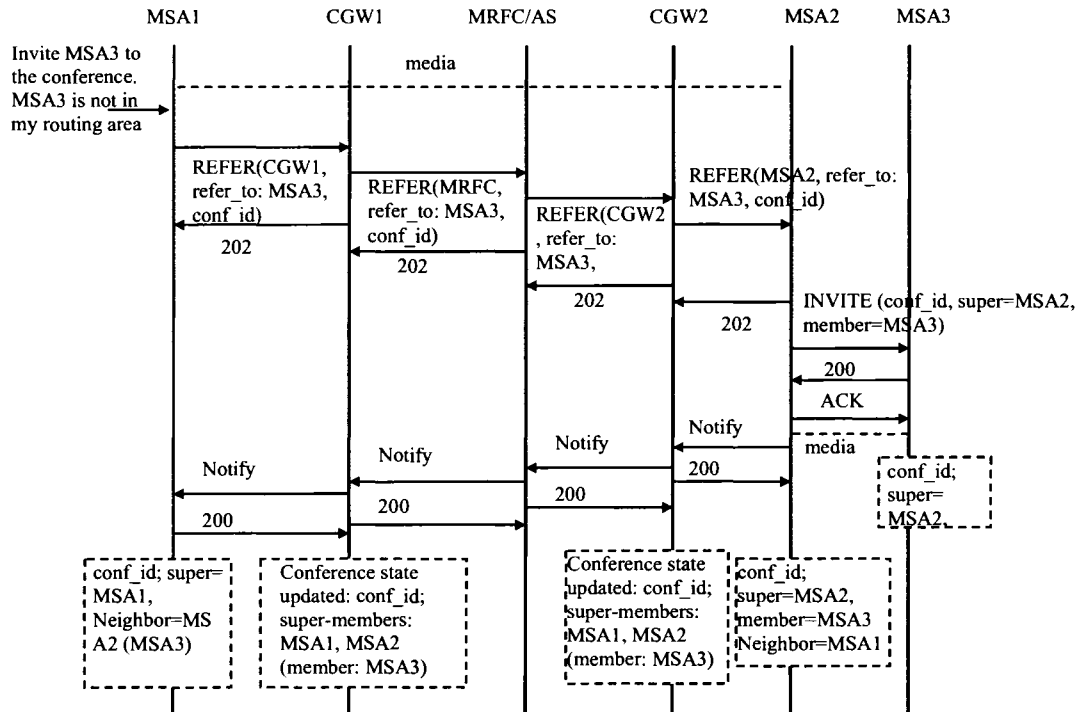 MSA1 CGW1 MRFC/AS CGW2 MSA2 MSA3
Invite MSA3 to
the conference.
MSA3 is not in
my routing area
media
REFER(CGW1,
refer_to: MSA3,
conf_id)
202
REFER(MRFC,
refer_to: MSA3,
conf_id)
202
REFER(CGW2
, refer_to:
MSA3,
202
REFER(MSA2, refer_to:
MSA3, conf_id)
202
INVITE (conf_id, super=MSA2,
member=MSA3)
200
ACK
media
Notify
200
Notify
200
Notify
200
Notify
200
conf_id;
super=
MSA2
conf_id; super=
MSA1,
Neighbor=MS
A2 (MSA3)
Conference state
updated: conf_id;
super-members:
MSA1, MSA2
(member: MSA3)
Conference state
updated: conf_id;
super-members:
MSA1, MSA2
(member: MSA3)
conf_id;
super=MSA2,
member=MSA3
Neighbor=MSA1